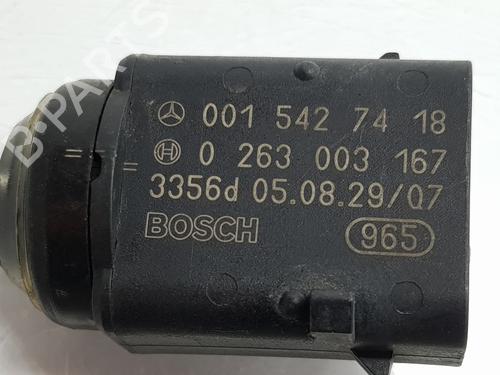 001 542 74 18
0 263 003 167
3356d 05.08.29/07
BOSCH
965
B-PARTS